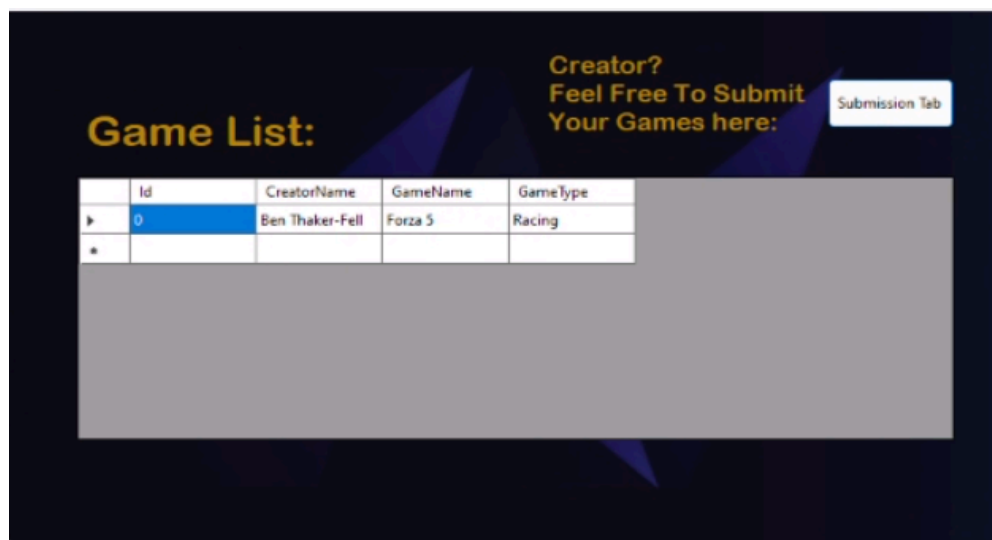 Creator?
Feel Free To Submit
Your Games here:
Submission Tab
Game List:
Id CreatorName GameName GameType
0 Ben Thaker-Fell Forza 5 Racing